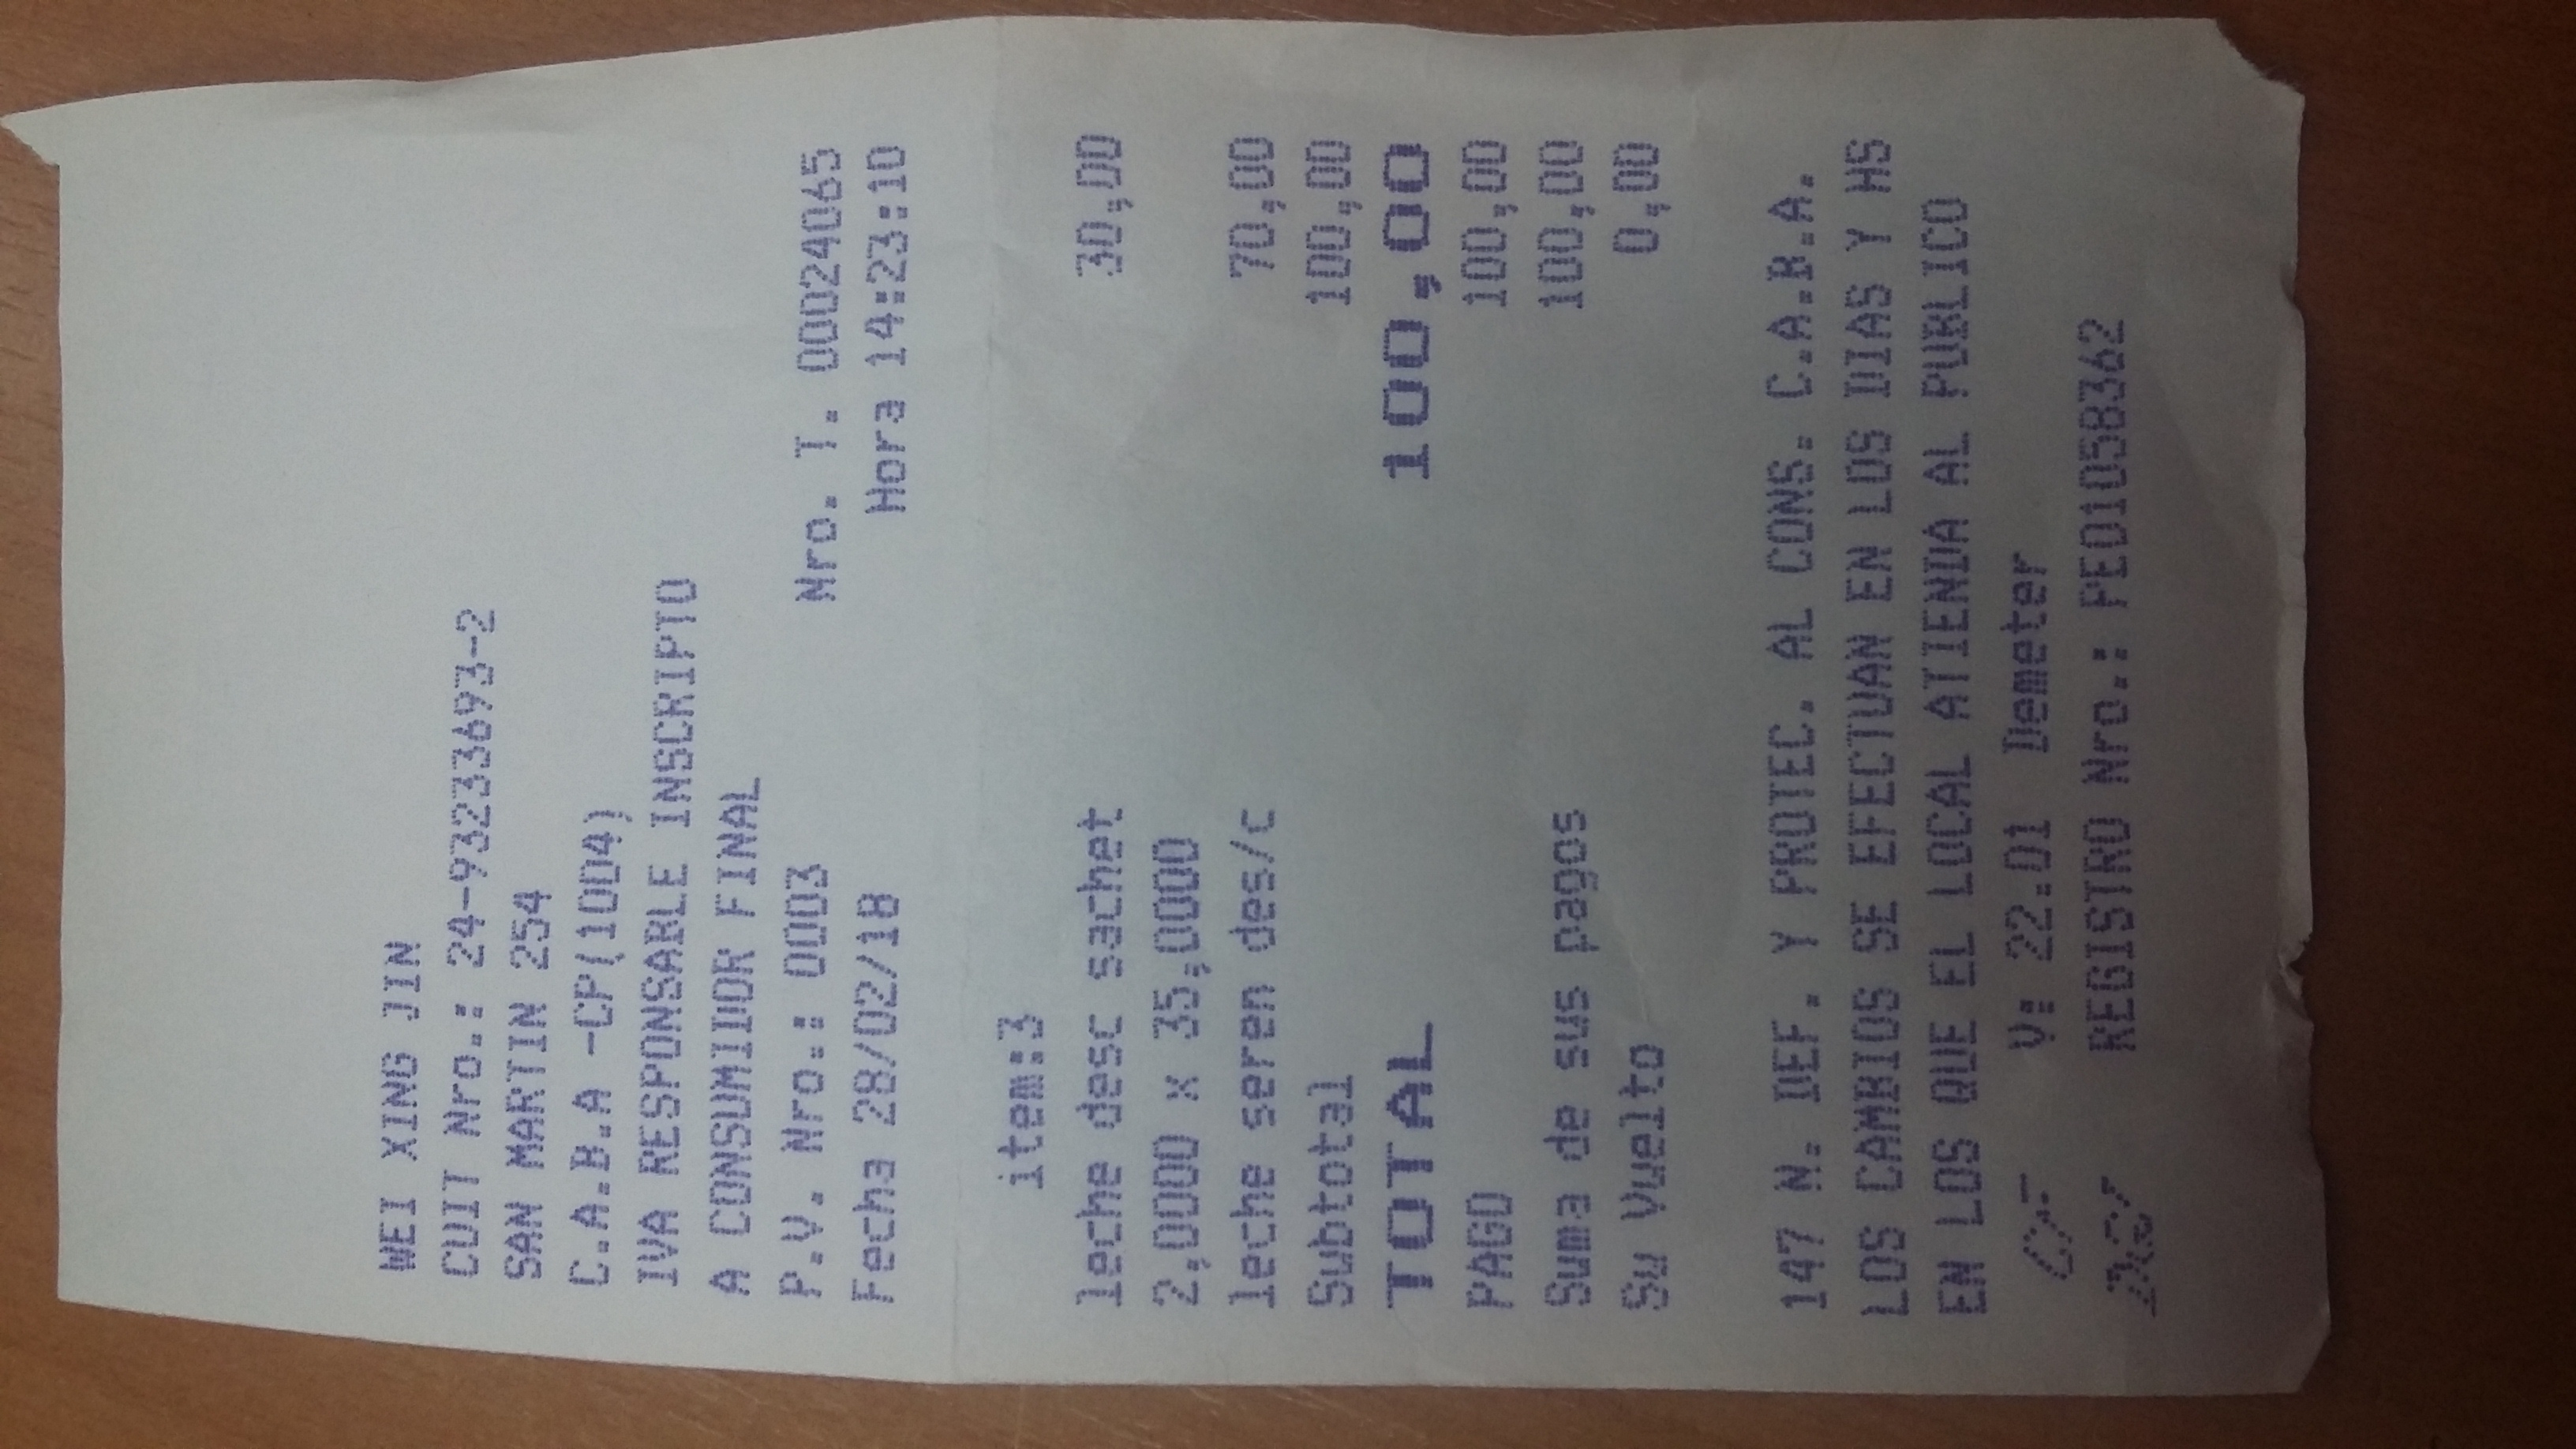 WEI XING JIN
CUIT Nro.: 24-93233693-2
SAN MARTIN 254
C.A.B.A -CP(1004)
IVA RESPONSABLE INSCRIPTO
A CONSUMIDOR FINAL
P.V. Nro.: 0003 Nro. T. 00024065
Fecha 28/02/18 Hora 14:23:10
item:3
leche desc sachet 30,00
2,0000 x 35,0000
leche seren des/c 70,00
Subtotal 100,00
TOTAL 100,00
PAGO 100,00
Suma de sus pagos 100,00
Su Vuelto 0,00
147 N. DEF. Y PROTEC. AL CONS. C.A.B.A.
LOS CAMBIOS SE EFECTUAN EN LOS DIAS Y HS
EN LOS QUE EL LOCAL ATIENDA AL PUBLICO
CF V: 22.01 Demeter
DGI REGISTRO Nro.: PEO1058362